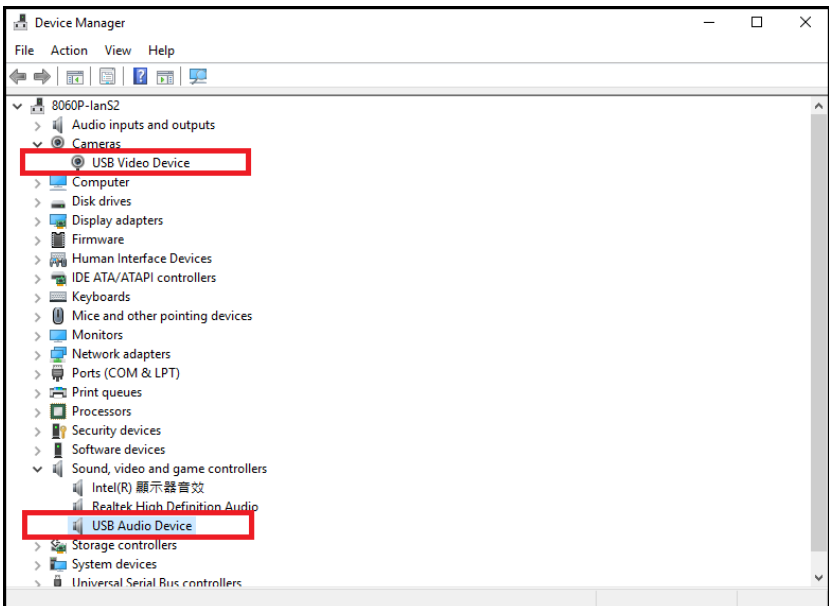 Device Manager
File Action View Help
8060P-IanS2
Audio inputs and outputs
Cameras
USB Video Device
Computer
Disk drives
Display adapters
Firmware
Human Interface Devices
IDE ATA/ATAPI controllers
Keyboards
Mice and other pointing devices
Monitors
Network adapters
Ports (COM & LPT)
Print queues
Processors
Security devices
Software devices
Sound, video and game controllers
Intel(R) 顯示器音效
Realtek High Definition Audio
USB Audio Device
Storage controllers
System devices
Universal Serial Bus controllers